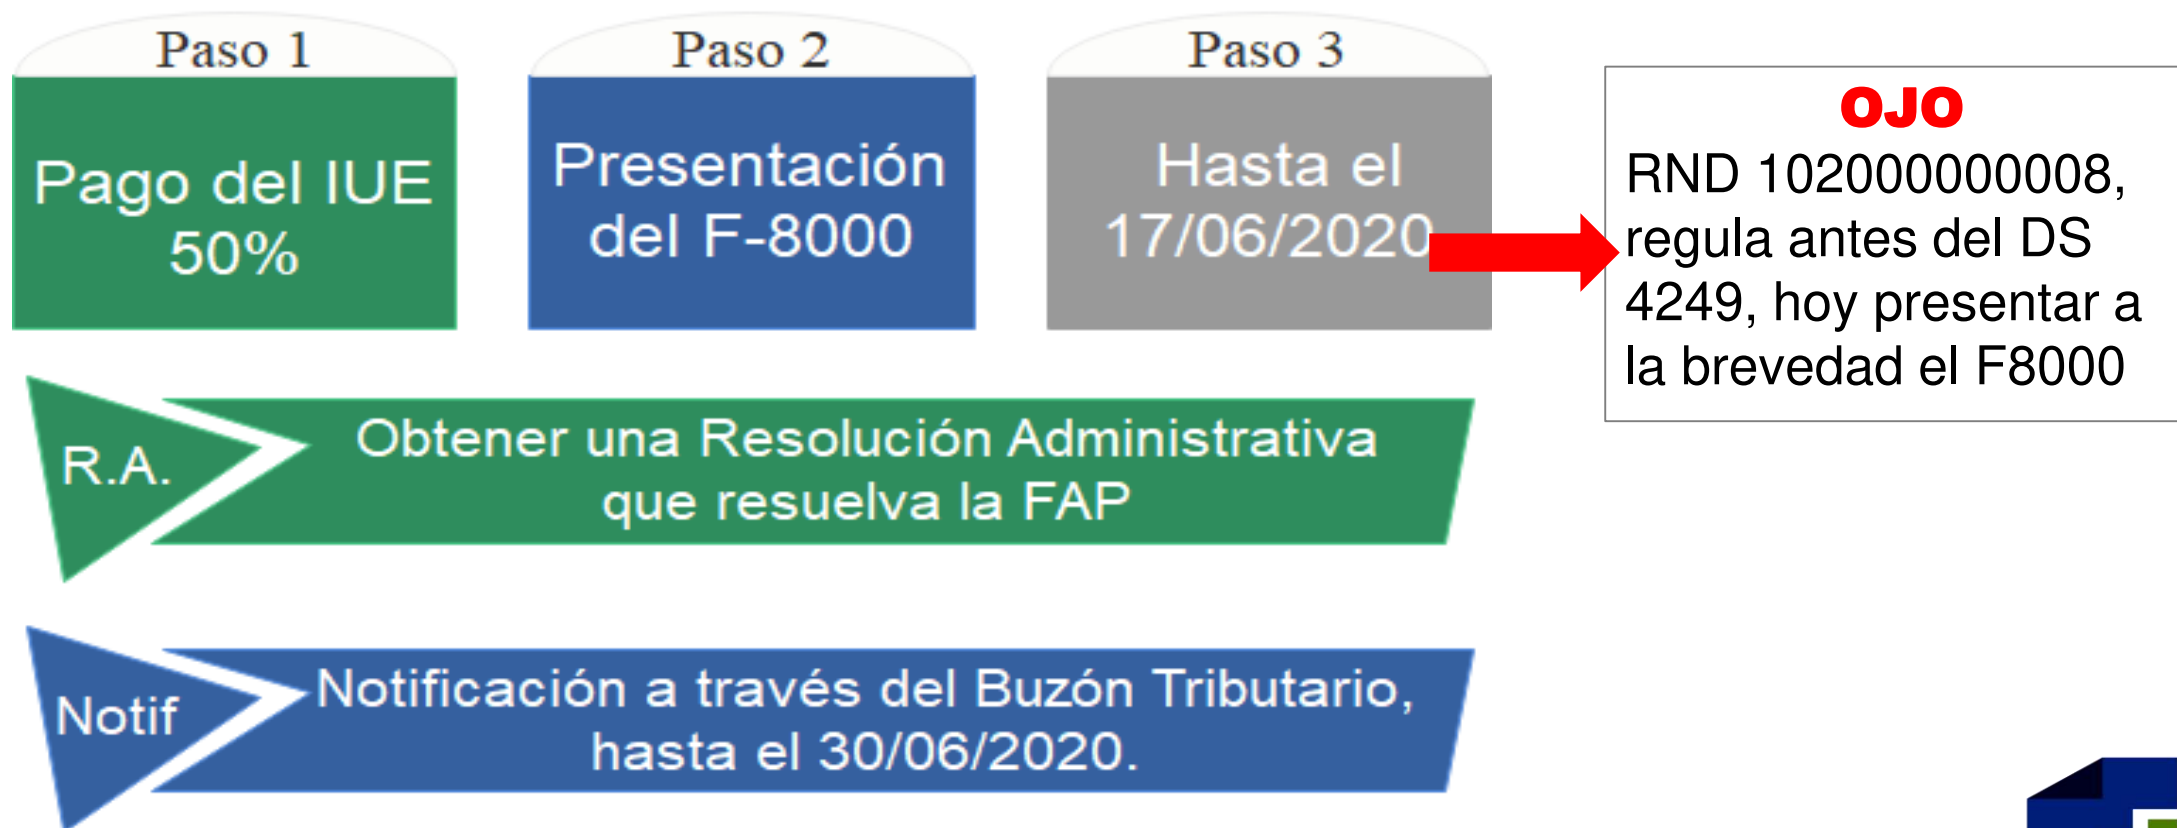 Paso 1
Pago del IUE
50%
Paso 2
Presentación
del F-8000
Paso 3
Hasta el
17/06/2020
OJO
RND 102000000008,
regula antes del DS
4249, hoy presentar a
la brevedad el F8000
R.A.
Obtener una Resolución Administrativa
que resuelva la FAP
Notif
Notificación a través del Buzón Tributario,
hasta el 30/06/2020.